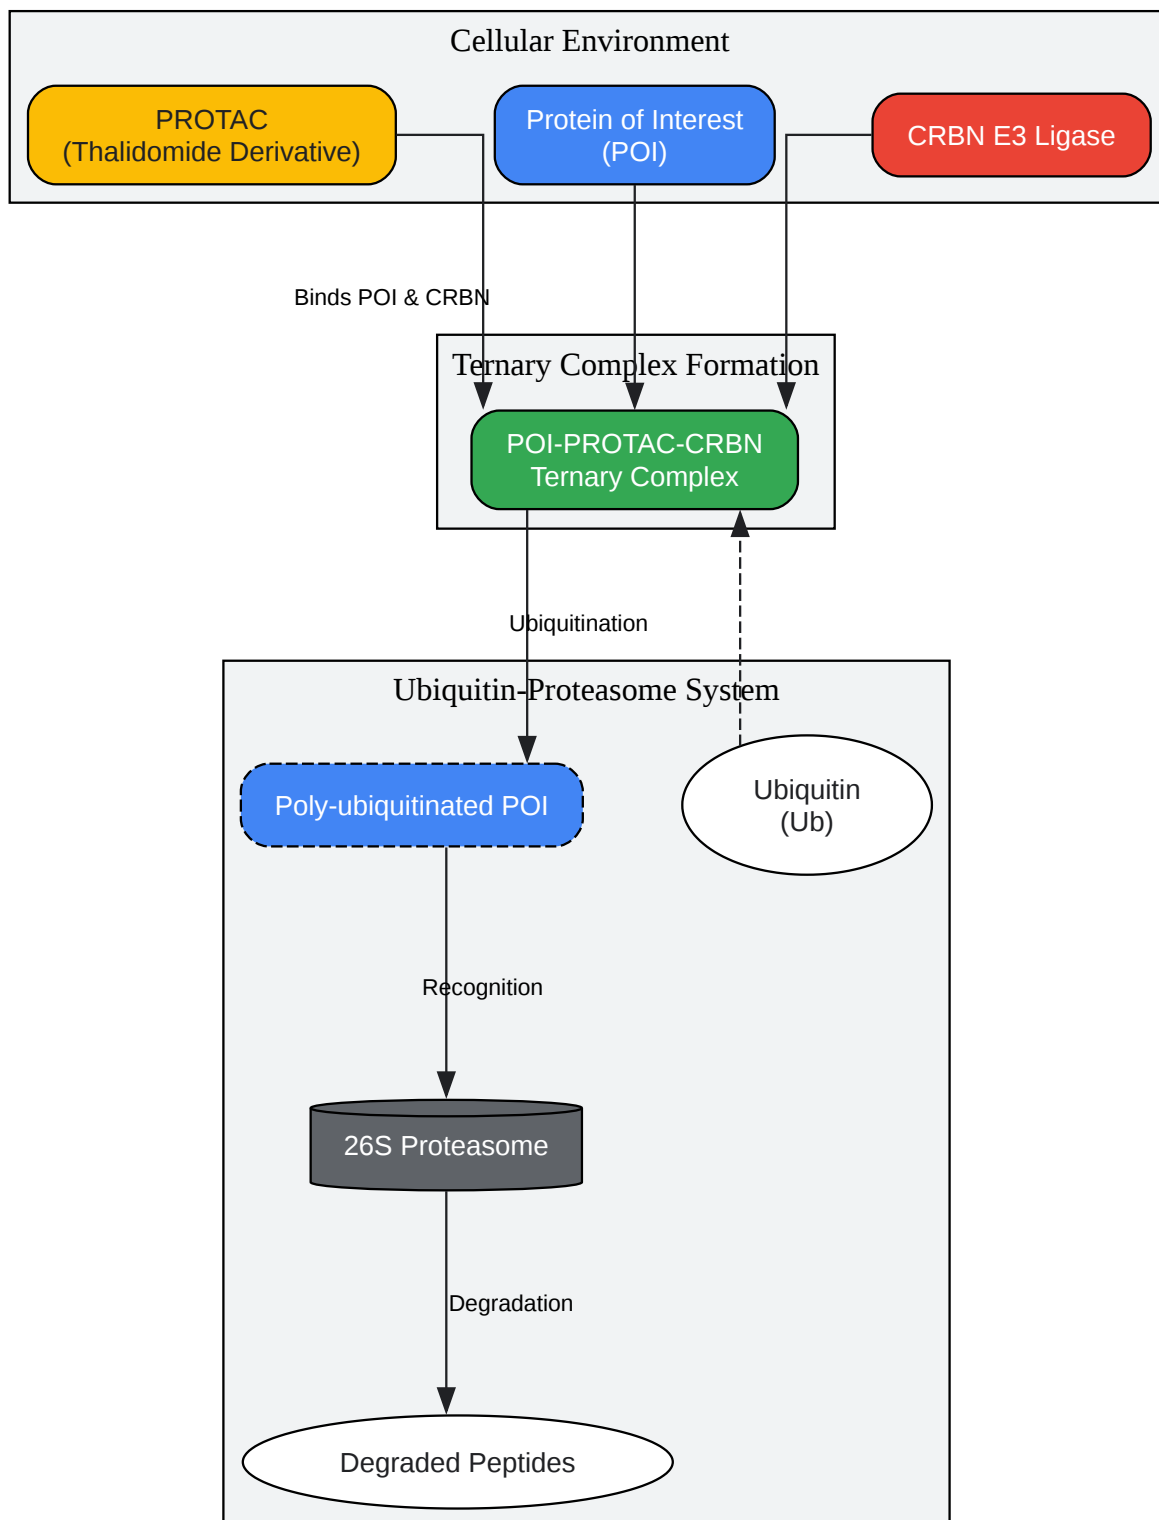 Cellular Environment
PROTAC
(Thalidomide Derivative)
Protein of Interest
(POI)
CRBN E3 Ligase
Binds POI & CRBN
Ternary Complex Formation
POI-PROTAC-CRBN
Ternary Complex
Ubiquitination
Ubiquitin-Proteasome System
Poly-ubiquitinated POI
Ubiquitin
(Ub)
Recognition
26S Proteasome
Degradation
Degraded Peptides